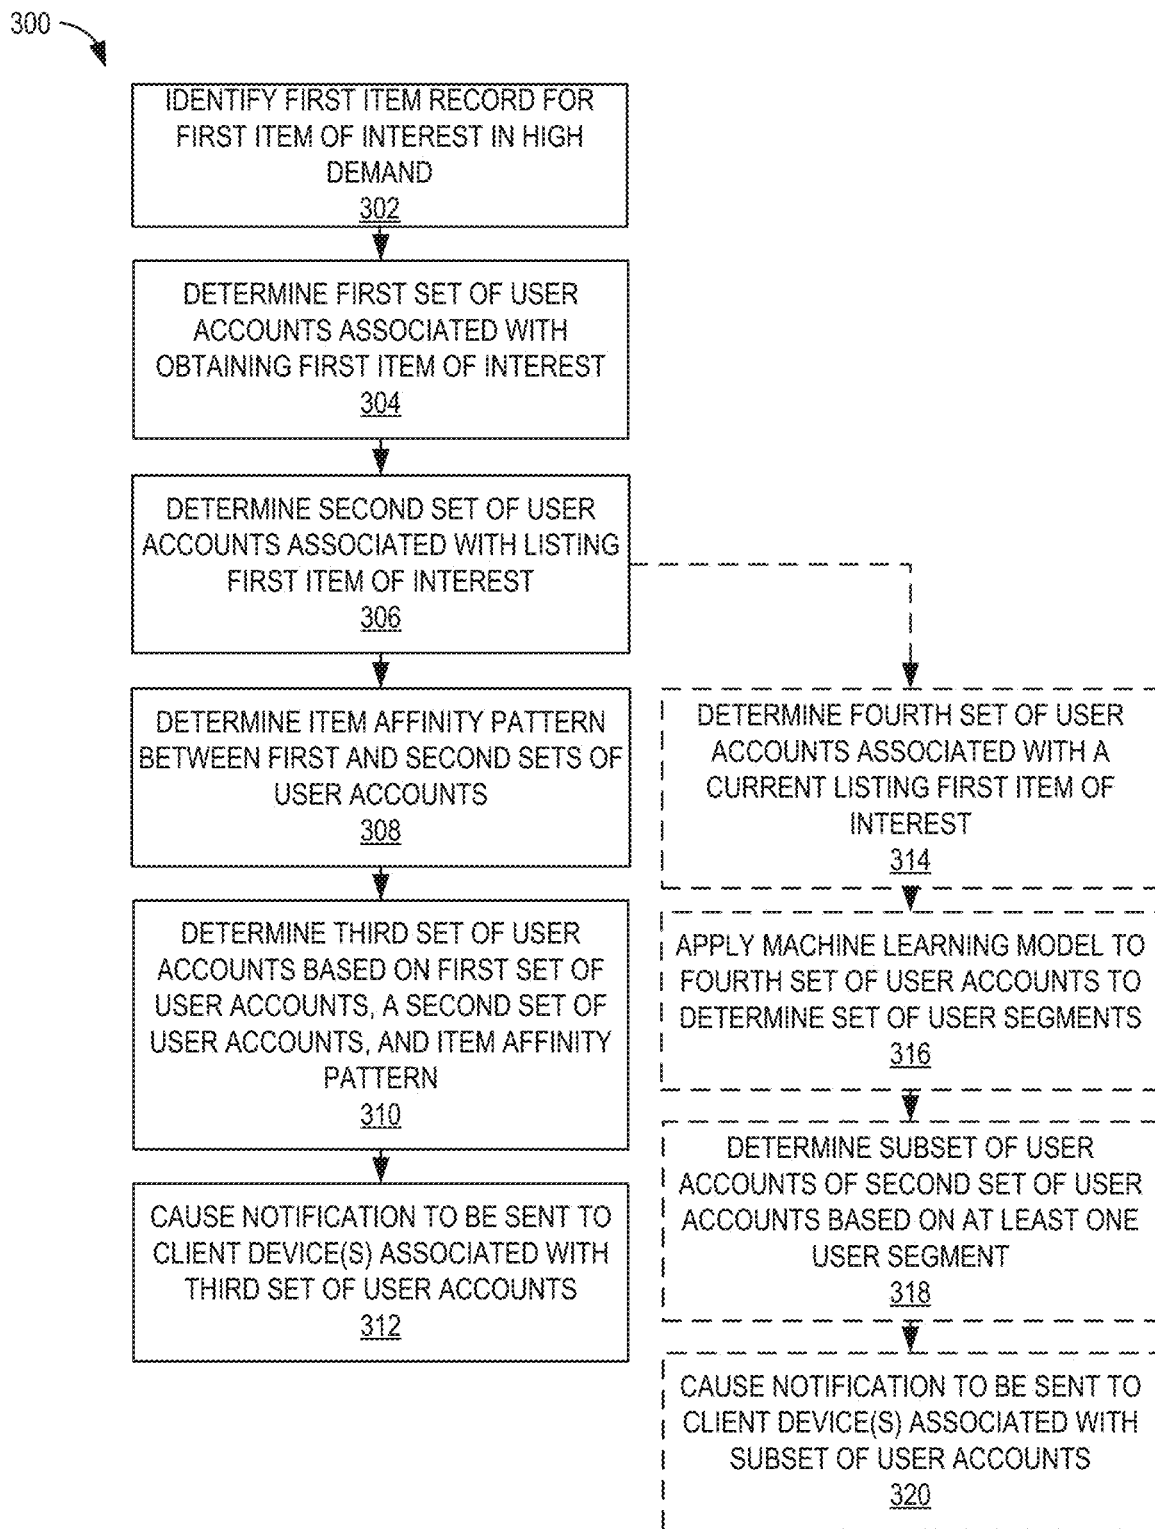 300
IDENTIFY FIRST ITEM RECORD FOR
FIRST ITEM OF INTEREST IN HIGH
DEMAND
302
DETERMINE FIRST SET OF USER
ACCOUNTS ASSOCIATED WITH
OBTAINING FIRST ITEM OF INTEREST
304
DETERMINE SECOND SET OF USER
ACCOUNTS ASSOCIATED WITH LISTING
FIRST ITEM OF INTEREST
306
DETERMINE ITEM AFFINITY PATTERN
BETWEEN FIRST AND SECOND SETS OF
USER ACCOUNTS
308
DETERMINE THIRD SET OF USER
ACCOUNTS BASED ON FIRST SET OF
USER ACCOUNTS, A SECOND SET OF
USER ACCOUNTS, AND ITEM AFFINITY
PATTERN
310
CAUSE NOTIFICATION TO BE SENT TO
CLIENT DEVICE(S) ASSOCIATED WITH
THIRD SET OF USER ACCOUNTS
312
DETERMINE FOURTH SET OF USER
ACCOUNTS ASSOCIATED WITH A
CURRENT LISTING FIRST ITEM OF
INTEREST
314
APPLY MACHINE LEARNING MODEL TO
FOURTH SET OF USER ACCOUNTS TO
DETERMINE SET OF USER SEGMENTS
316
DETERMINE SUBSET OF USER
ACCOUNTS OF SECOND SET OF USER
ACCOUNTS BASED ON AT LEAST ONE
USER SEGMENT
318
CAUSE NOTIFICATION TO BE SENT TO
CLIENT DEVICE(S) ASSOCIATED WITH
SUBSET OF USER ACCOUNTS
320